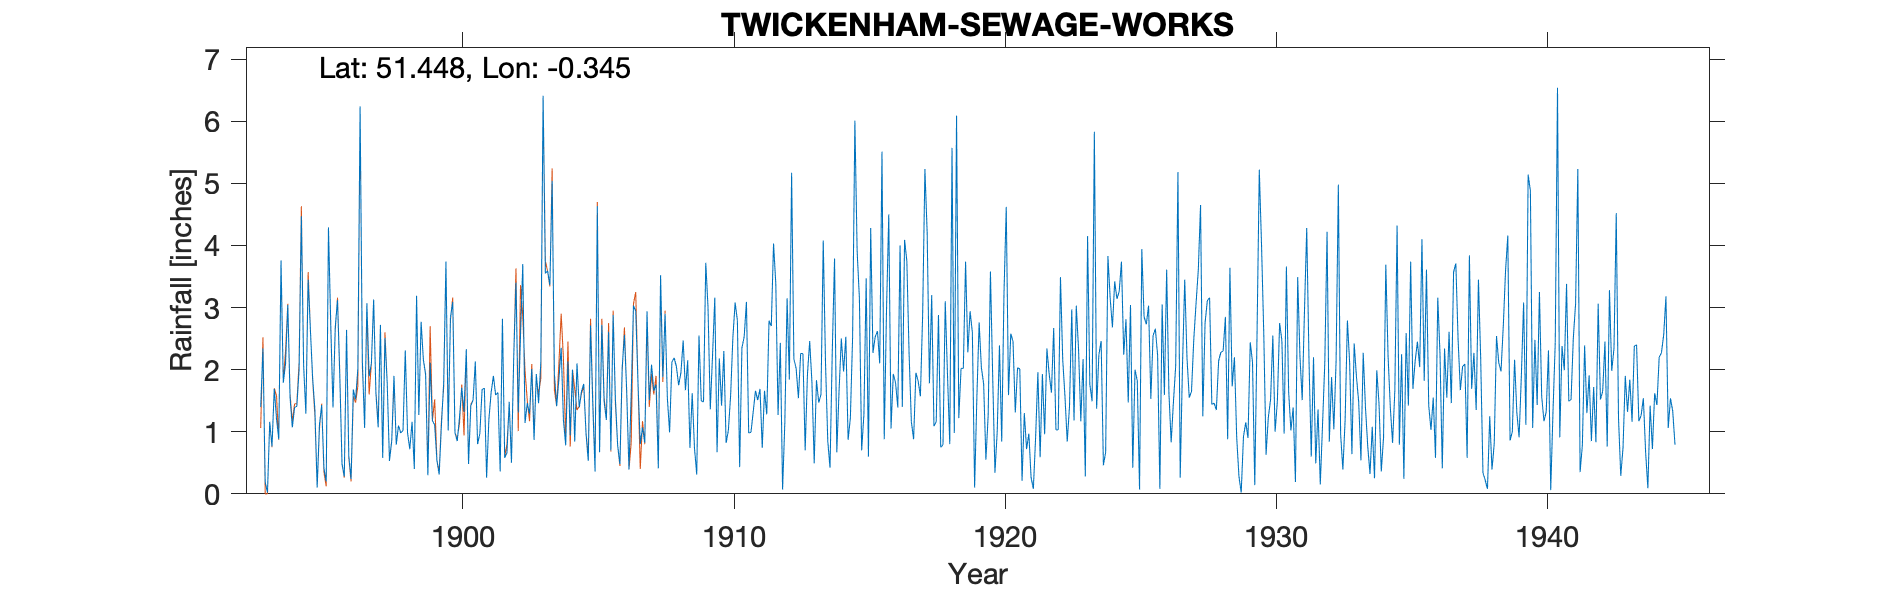 TWICKENHAM-SEWAGE-WORKS
Lat: 51.448, Lon: -0.345
7
6
5
4
3
2
1
0
Rainfall [inches]
1900 1910 1920 1930 1940
Year